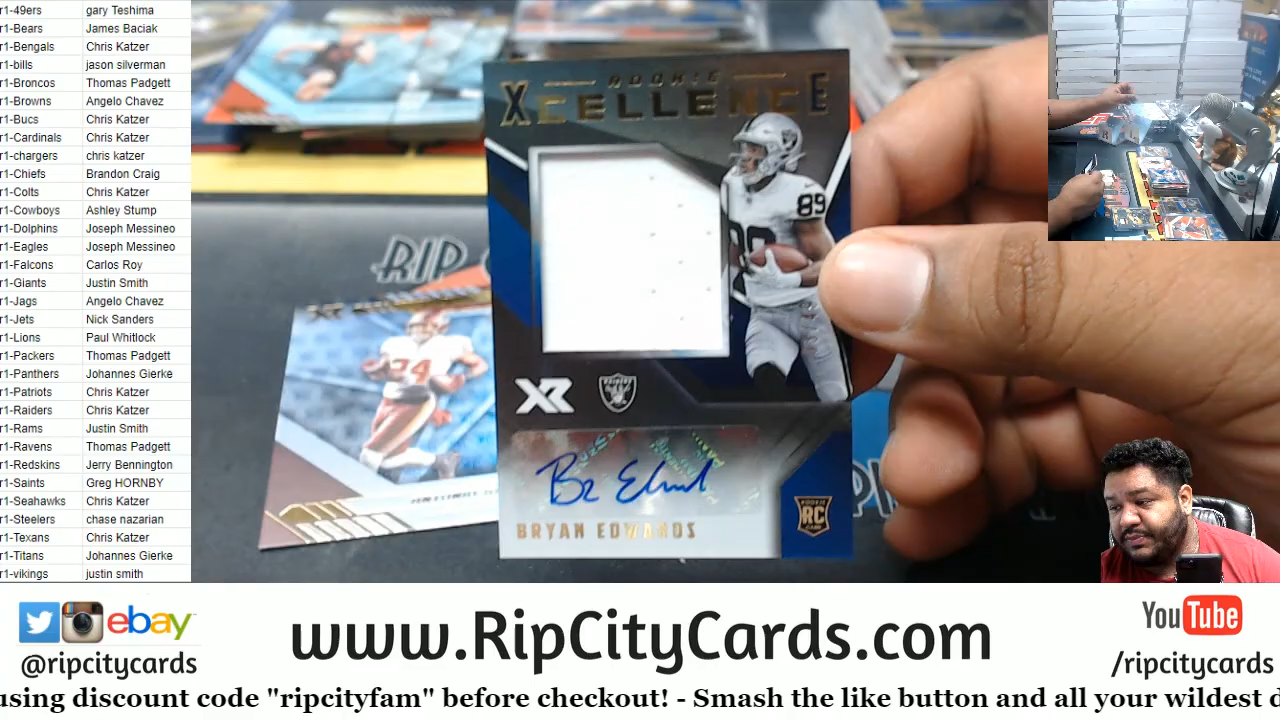 r1-49ers gary Teshima
r1-Bears James Baciak
r1-Bengals Chris Katzer
r1-bills jason silverman
r1-Broncos Thomas Padgett
r1-Browns Angelo Chavez
r1-Bucs Chris Katzer
r1-Cardinals Chris Katzer
r1-chargers chris katzer
r1-Chiefs Brandon Craig
r1-Colts Chris Katzer
r1-Cowboys Ashley Stump
r1-Dolphins Joseph Messineo
r1-Eagles Joseph Messineo
r1-Falcons Carlos Roy
r1-Giants Justin Smith
r1-Jags Angelo Chavez
r1-Jets Nick Sanders
r1-Lions Paul Whitlock
r1-Packers Thomas Padgett
r1-Panthers Johannes Gierke
r1-Patriots Chris Katzer
r1-Raiders Chris Katzer
r1-Rams Justin Smith
r1-Ravens Thomas Padgett
r1-Redskins Jerry Bennington
r1-Saints Greg HORNBY
r1-Seahawks Chris Katzer
r1-Steelers chase nazarian
r1-Texans Chris Katzer
r1-Titans Johannes Gierke
r1-vikings justin smith
ROOKIE
XCELLENCE
89
XR
RAIDERS
BRYAN EDWARDS
ROOKIE
RC
CARD
RIP
ebay
@ripcitycards
www.RipCityCards.com
YouTube
/ripcitycards
using discount code "ripcityfam" before checkout! - Smash the like button and all your wildest d